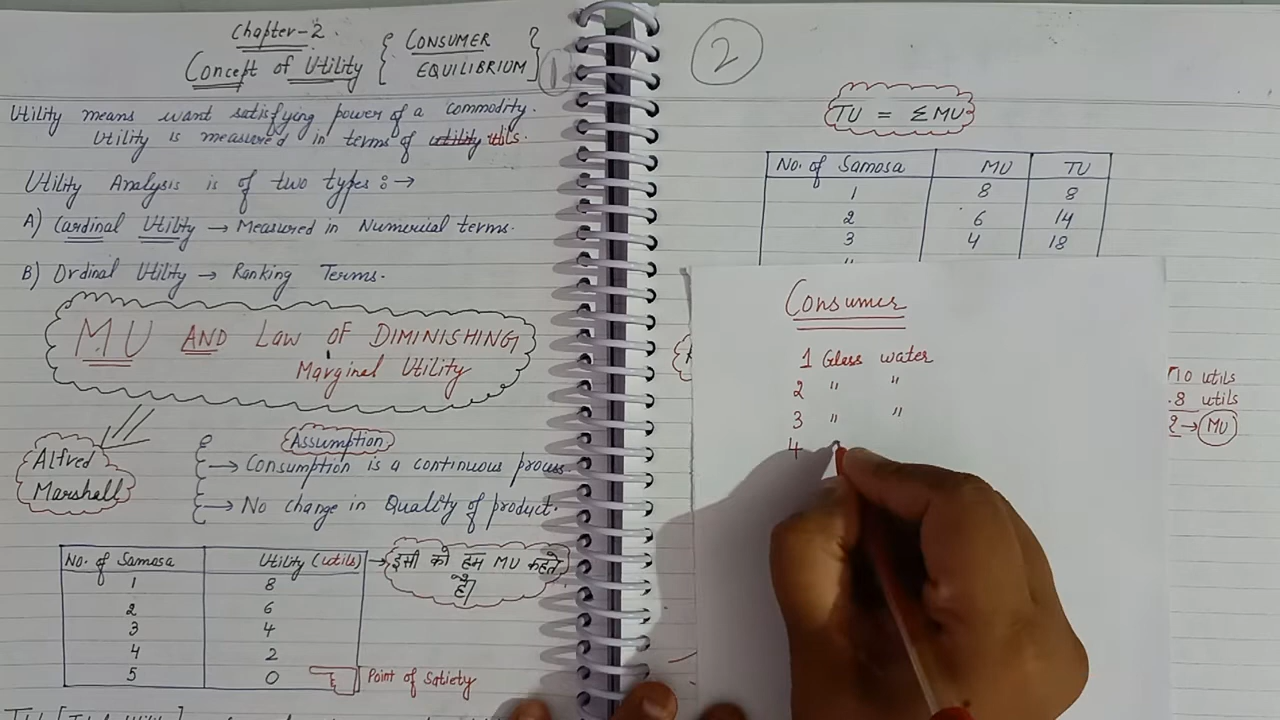 Chapter-2.
Concept of Utility { CONSUMER
EQUILIBRIUM } 1
Utility means want satisfying power of a commodity.
Utility is measured in terms of utility utils.
Utility Analysis is of two types :→
A) Cardinal Utility → Measured in Numerical terms.
B) Ordinal Utility → Ranking Terms.
MU AND Law OF DIMINISHING
Marginal Utility
Alfred
Marshall
Assumption
→ Consumption is a continuous process
→ No change in Quality of product.
No. of Samosa Utility (utils) → इसी को हम MU कहते
है।
1 8
2 6
3 4
4 2
5 0 Point of Satiety
2
TU = ΣMU
No. of Samosa MU TU
1 8 8
2 6 14
3 4 18
Consumer
1 Glass water
2 " "
3 " "
4
10 utils
8 utils
2 → MU